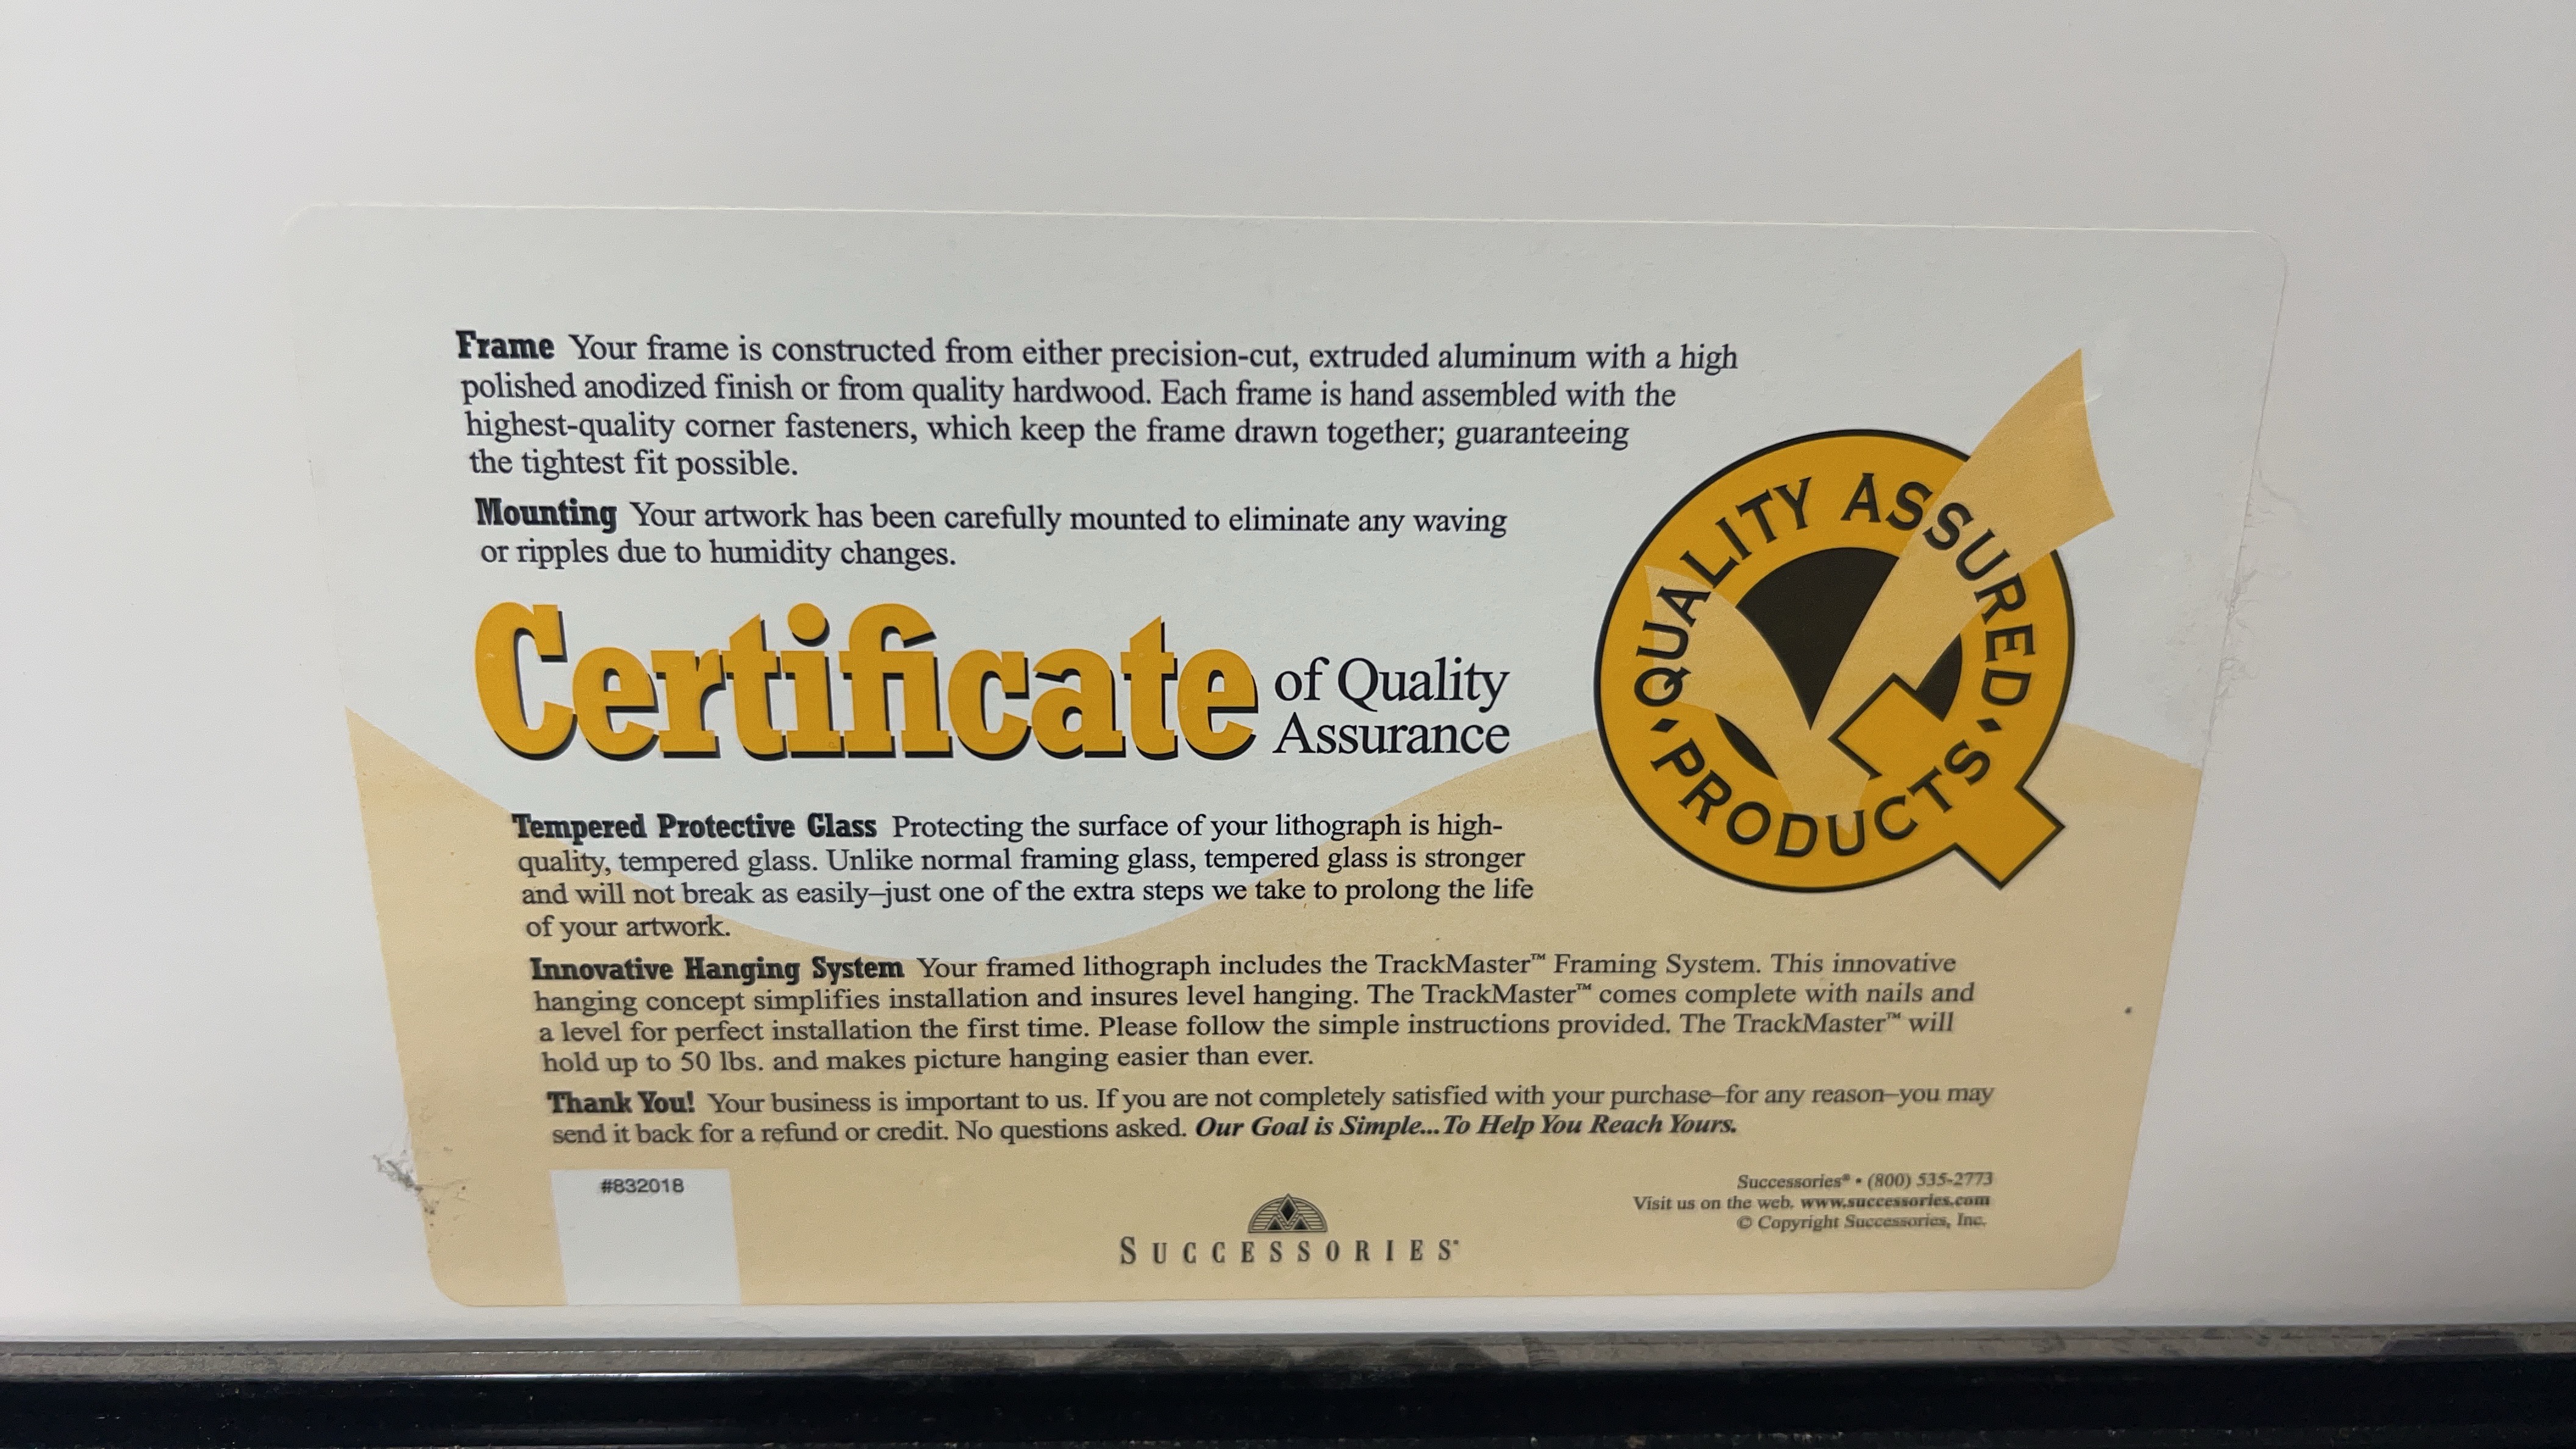 Frame Your frame is constructed from either precision-cut, extruded aluminum with a high
polished anodized finish or from quality hardwood. Each frame is hand assembled with the
highest-quality corner fasteners, which keep the frame drawn together; guaranteeing
the tightest fit possible.
Mounting Your artwork has been carefully mounted to eliminate any waving
or ripples due to humidity changes.
Certificate of Quality
Assurance
QUALITY ASSURED
PRODUCTS
Tempered Protective Glass Protecting the surface of your lithograph is high-
quality, tempered glass. Unlike normal framing glass, tempered glass is stronger
and will not break as easily–just one of the extra steps we take to prolong the life
of your artwork.
Innovative Hanging System Your framed lithograph includes the TrackMaster™ Framing System. This innovative
hanging concept simplifies installation and insures level hanging. The TrackMaster™ comes complete with nails and
a level for perfect installation the first time. Please follow the simple instructions provided. The TrackMaster™ will
hold up to 50 lbs. and makes picture hanging easier than ever.
Thank You! Your business is important to us. If you are not completely satisfied with your purchase–for any reason–you may
send it back for a refund or credit. No questions asked. Our Goal is Simple...To Help You Reach Yours.
#832018
SUCCESSORIES®
Successories® • (800) 535-2773
Visit us on the web. www.successories.com
© Copyright Successories, Inc.